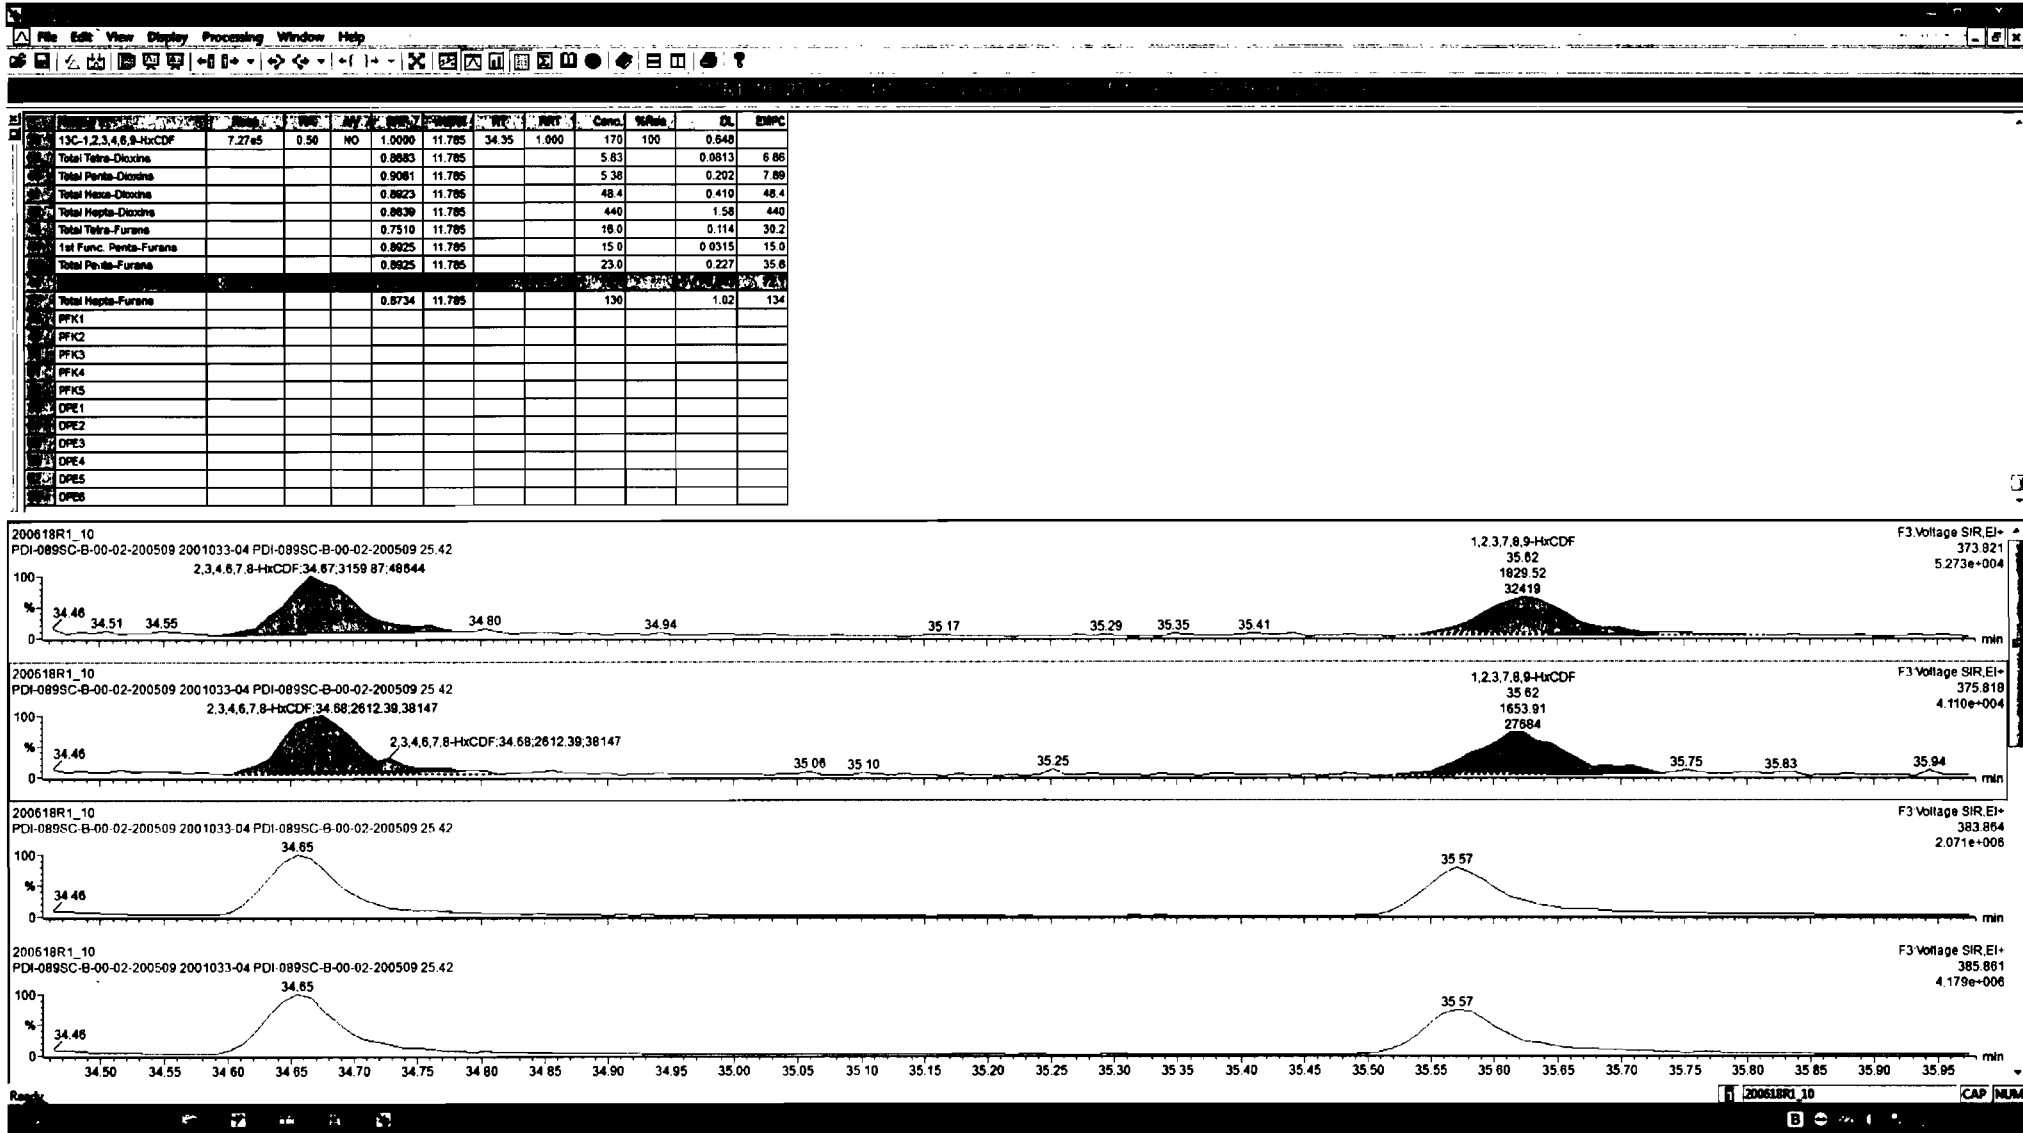 File Edit View Display Processing Window Help
Conc. %Rec DL EMPC
13C-1,2,3,4,6,9-HxCDF 7.27e5 0.50 NO 1.0000 11.785 34.35 1.000 170 100 0.648
Total Tetra-Dioxins 0.8683 11.785 5.83 0.0813 6.86
Total Penta-Dioxins 0.9081 11.785 5.38 0.202 7.89
Total Hexa-Dioxins 0.8923 11.785 48.4 0.410 48.4
Total Hepta-Dioxins 0.8639 11.785 440 1.58 440
Total Tetra-Furans 0.7510 11.785 16.0 0.114 30.2
1st Func. Penta-Furans 0.8925 11.785 15.0 0.0315 15.0
Total Penta-Furans 0.8925 11.785 23.0 0.227 35.6
Total Hepta-Furans 0.8734 11.785 130 1.02 134
PFK1
PFK2
PFK3
PFK4
PFK5
DPE1
DPE2
DPE3
DPE4
DPE5
DPE6
200618R1_10
PDI-089SC-B-00-02-200509 2001033-04 PDI-089SC-B-00-02-200509 25.42
F3:Voltage SIR,EI+
373.821
5.273e+004
2,3,4,6,7,8-HxCDF;34.67;3159.87;48644
1,2,3,7,8,9-HxCDF
35.62
1829.52
32419
100
%
0
34.46 34.51 34.55 34.80 34.94 35.17 35.29 35.35 35.41
min
200618R1_10
PDI-089SC-B-00-02-200509 2001033-04 PDI-089SC-B-00-02-200509 25.42
F3:Voltage SIR,EI+
375.818
4.110e+004
2,3,4,6,7,8-HxCDF;34.68;2612.39;38147
2,3,4,6,7,8-HxCDF;34.68;2612.39;38147
1,2,3,7,8,9-HxCDF
35.62
1653.91
27684
100
%
0
34.46 35.06 35.10 35.25 35.75 35.83 35.94
min
200618R1_10
PDI-089SC-B-00-02-200509 2001033-04 PDI-089SC-B-00-02-200509 25.42
F3:Voltage SIR,EI+
383.864
2.071e+006
100
%
0
34.46 34.65 35.57
min
200618R1_10
PDI-089SC-B-00-02-200509 2001033-04 PDI-089SC-B-00-02-200509 25.42
F3:Voltage SIR,EI+
385.861
4.179e+006
100
%
0
34.46 34.65 35.57
min
34.50 34.55 34.60 34.65 34.70 34.75 34.80 34.85 34.90 34.95 35.00 35.05 35.10 35.15 35.20 35.25 35.30 35.35 35.40 35.45 35.50 35.55 35.60 35.65 35.70 35.75 35.80 35.85 35.90 35.95
Ready 200618R1_10 CAP NUM